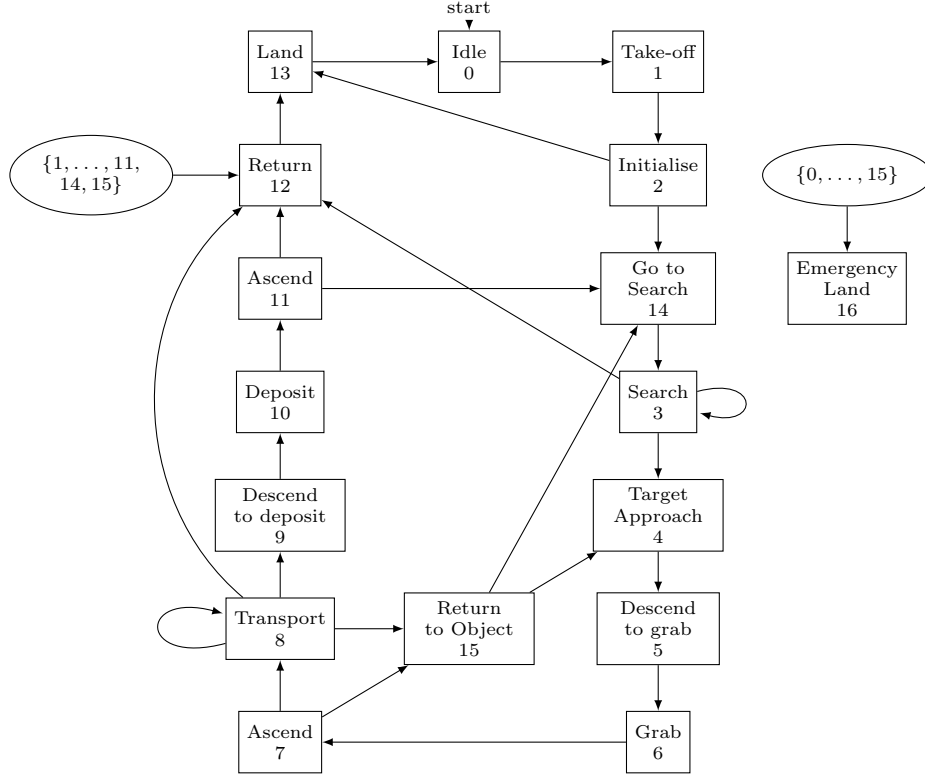 start
Land
13
Idle
0
Take-off
1
{1, . . . , 11,
14, 15}
Return
12
Initialise
2
{0, . . . , 15}
Ascend
11
Go to
Search
14
Emergency
Land
16
Deposit
10
Search
3
Descend
to deposit
9
Target
Approach
4
Transport
8
Return
to Object
15
Descend
to grab
5
Ascend
7
Grab
6